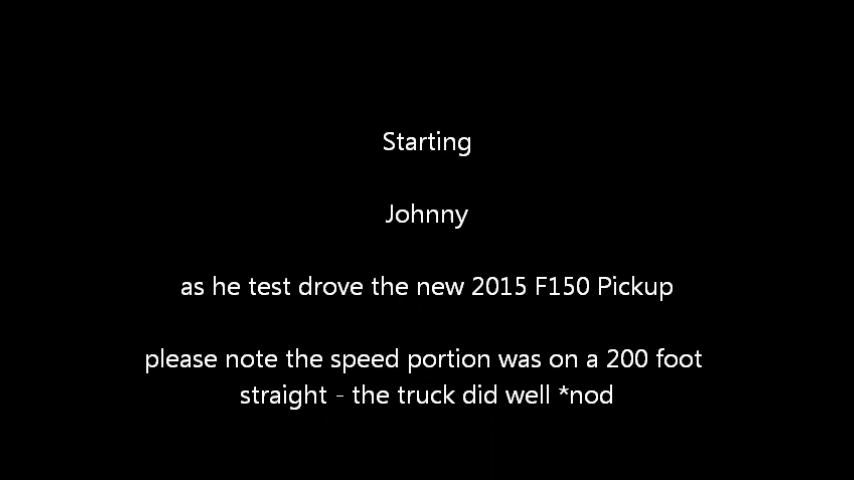 Starting
Johnny
as he test drove the new 2015 F150 Pickup
please note the speed portion was on a 200 foot
straight - the truck did well *nod